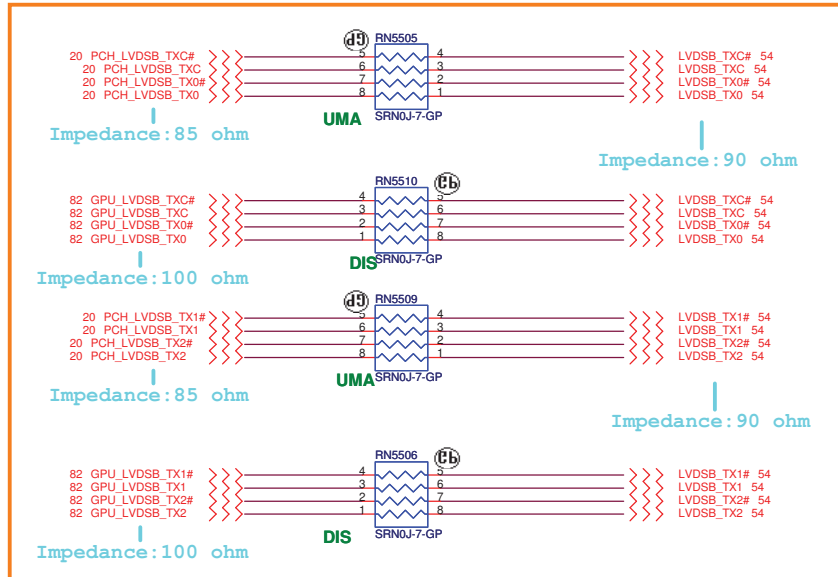 GP RN5505
20 PCH_LVDSB_TXC# 5 4 LVDSB_TXC# 54
20 PCH_LVDSB_TXC 6 3 LVDSB_TXC 54
20 PCH_LVDSB_TX0# 7 2 LVDSB_TX0# 54
20 PCH_LVDSB_TX0 8 1 LVDSB_TX0 54
UMA SRN0J-7-GP
Impedance:85 ohm
Impedance:90 ohm
RN5510 GP
82 GPU_LVDSB_TXC# 4 5 LVDSB_TXC# 54
82 GPU_LVDSB_TXC 3 6 LVDSB_TXC 54
82 GPU_LVDSB_TX0# 2 7 LVDSB_TX0# 54
82 GPU_LVDSB_TX0 1 8 LVDSB_TX0 54
DIS SRN0J-7-GP
Impedance:100 ohm
GP RN5509
20 PCH_LVDSB_TX1# 5 4 LVDSB_TX1# 54
20 PCH_LVDSB_TX1 6 3 LVDSB_TX1 54
20 PCH_LVDSB_TX2# 7 2 LVDSB_TX2# 54
20 PCH_LVDSB_TX2 8 1 LVDSB_TX2 54
UMA SRN0J-7-GP
Impedance:85 ohm
Impedance:90 ohm
RN5506 GP
82 GPU_LVDSB_TX1# 4 5 LVDSB_TX1# 54
82 GPU_LVDSB_TX1 3 6 LVDSB_TX1 54
82 GPU_LVDSB_TX2# 2 7 LVDSB_TX2# 54
82 GPU_LVDSB_TX2 1 8 LVDSB_TX2 54
DIS SRN0J-7-GP
Impedance:100 ohm